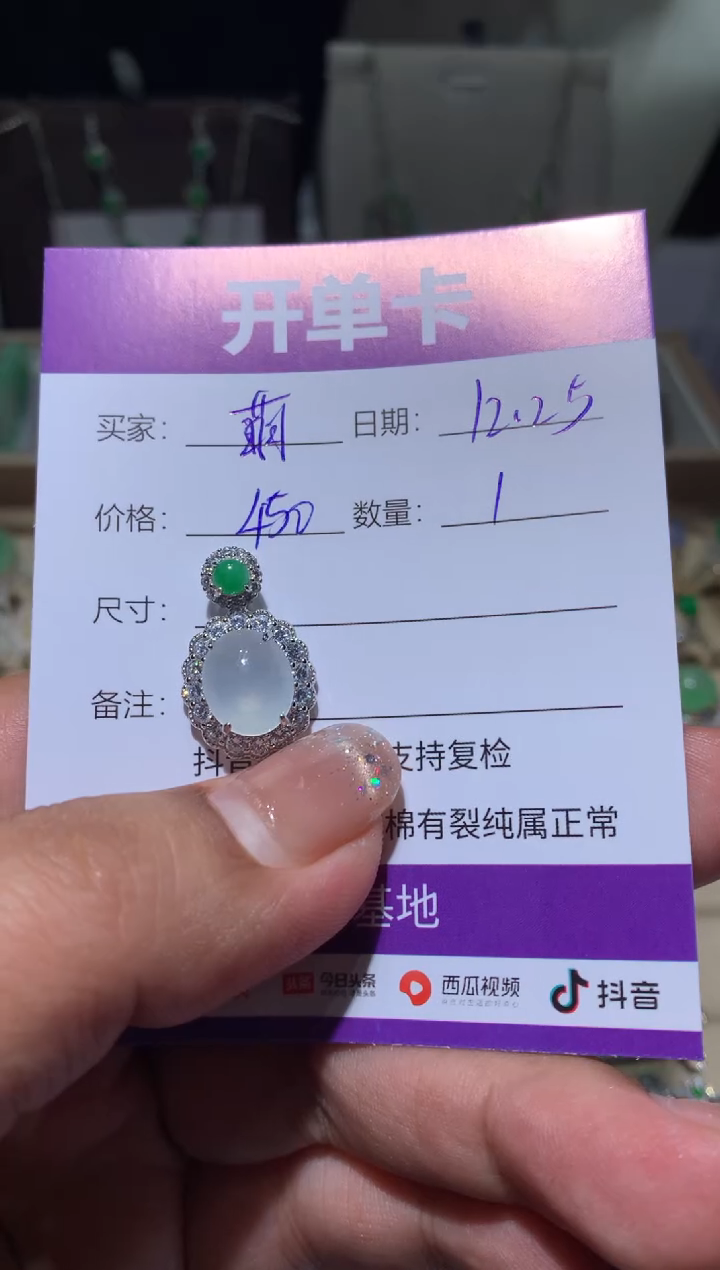 开单卡
买家： 萌 日期： 12.25
价格： 450 数量： 1
尺寸：
备注：
抖音 支持复检
棉有裂纯属正常
基地
今日头条 西瓜视频 抖音